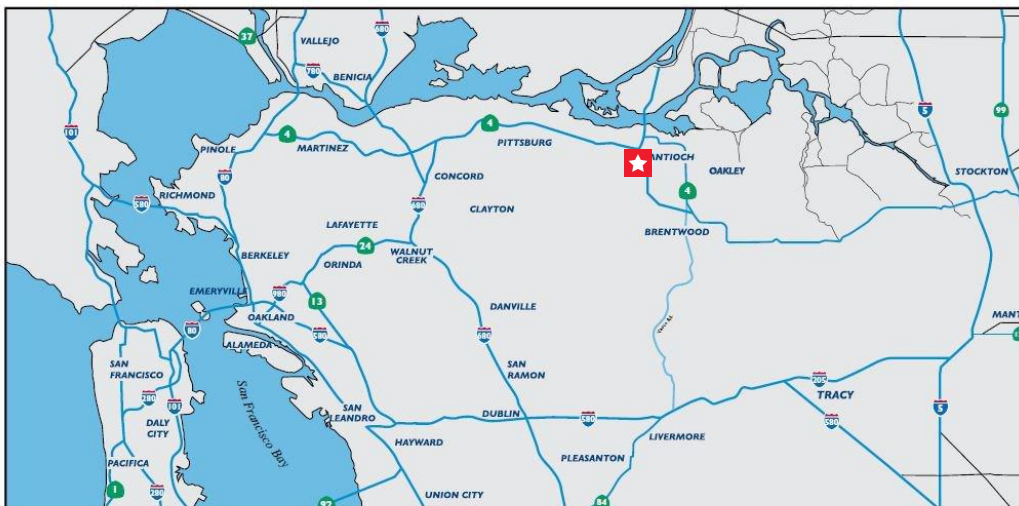 37
680
VALLEJO
780
BENICIA
5
99
101
4
4
PINOLE
MARTINEZ
PITTSBURG
ANTIOCH
OAKLEY
STOCKTON
80
CONCORD
4
RICHMOND
580
680
CLAYTON
LAFAYETTE
BRENTWOOD
24
BERKELEY
ORINDA
WALNUT
CREEK
EMERYVILLE
980
13
DANVILLE
OAKLAND
MANT
80
580
680
ALAMEDA
SAN
FRANCISCO
SAN
RAMON
San Francisco Bay
205
TRACY
280
101
SAN
LEANDRO
DUBLIN
580
5
DALY
CITY
580
HAYWARD
LIVERMORE
PACIFICA
PLEASANTON
1
280
UNION CITY
92
84